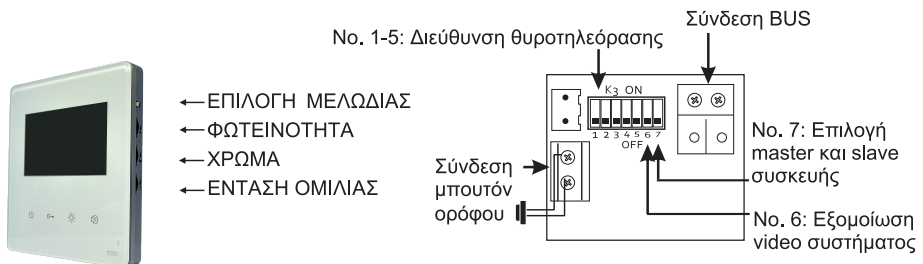 ΕΠΙΛΟΓΗ ΜΕΛΩΔΙΑΣ
ΦΩΤΕΙΝΟΤΗΤΑ
ΧΡΩΜΑ
ΕΝΤΑΣΗ ΟΜΙΛΙΑΣ
Σύνδεση BUS
No. 1-5: Διεύθυνση θυροτηλεόρασης
K3 ON
1 2 3 4 5 6 7
OFF
Σύνδεση
μπουτόν
ορόφου
No. 7: Επιλογή
master και slave
συσκευής
No. 6: Εξομοίωση
video συστήματος